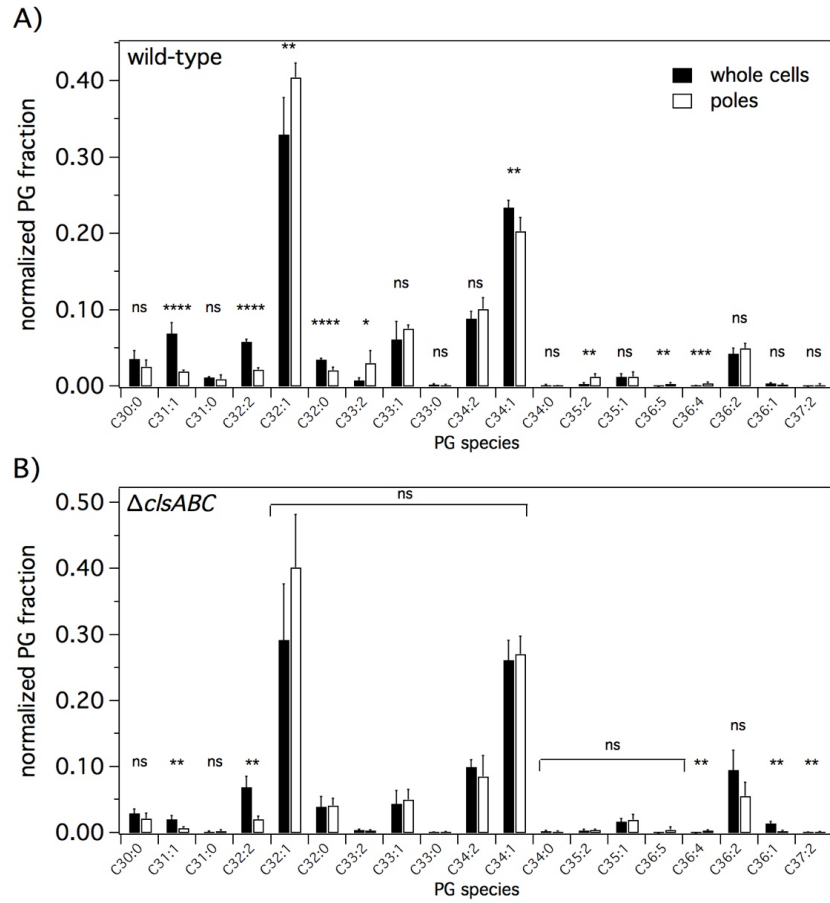 A)
wild-type
whole cells
poles
normalized PG fraction
0.40
0.30
0.20
0.10
0.00
ns
****
ns
****
**
****
*
ns
ns
ns
**
ns
**
ns
**
***
ns
ns
ns
C30:0
C31:1
C31:0
C32:2
C32:1
C32:0
C33:2
C33:1
C33:0
C34:2
C34:1
C34:0
C35:2
C35:1
C36:5
C36:4
C36:2
C36:1
C37:2
PG species
B)
ΔclsABC
normalized PG fraction
0.50
0.40
0.30
0.20
0.10
0.00
ns
**
ns
**
ns
ns
**
ns
**
**
C30:0
C31:1
C31:0
C32:2
C32:1
C32:0
C33:2
C33:1
C33:0
C34:2
C34:1
C34:0
C35:2
C35:1
C36:5
C36:4
C36:2
C36:1
C37:2
PG species